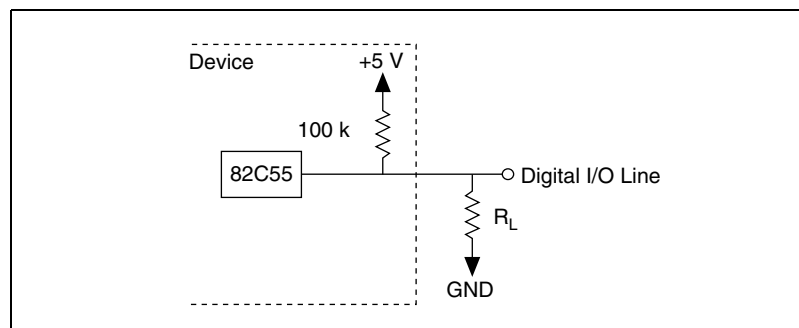 Device
+5 V
100 k
82C55
Digital I/O Line
RL
GND